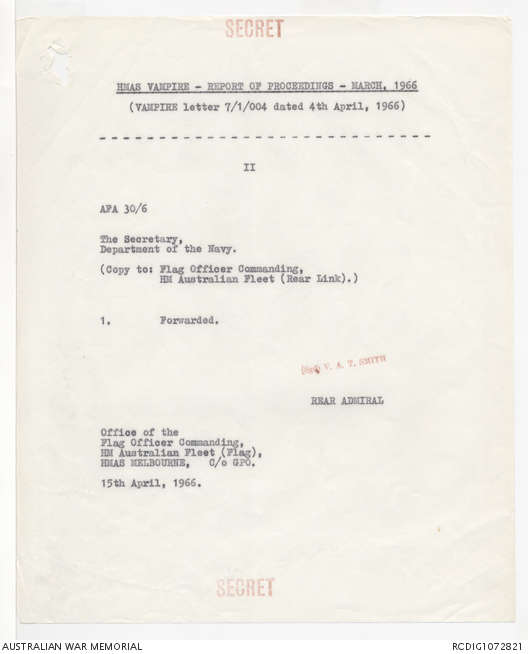 SECRET
HMAS VAMPIRE - REPORT OF PROCEEDINGS - MARCH, 1966
(VAMPIRE letter 7/1/004 dated 4th April, 1966)
II
AFA 30/6
The Secretary,
Department of the Navy.
(Copy to: Flag Officer Commanding,
HM Australian Fleet (Rear Link).)
1. Forwarded.
(Sgd) V. A. T. SMITH
REAR ADMIRAL
Office of the
Flag Officer Commanding,
HM Australian Fleet (Flag),
HMAS MELBOURNE, C/o GPO.
15th April, 1966.
SECRET
AUSTRALIAN WAR MEMORIAL
RCDIG1072821